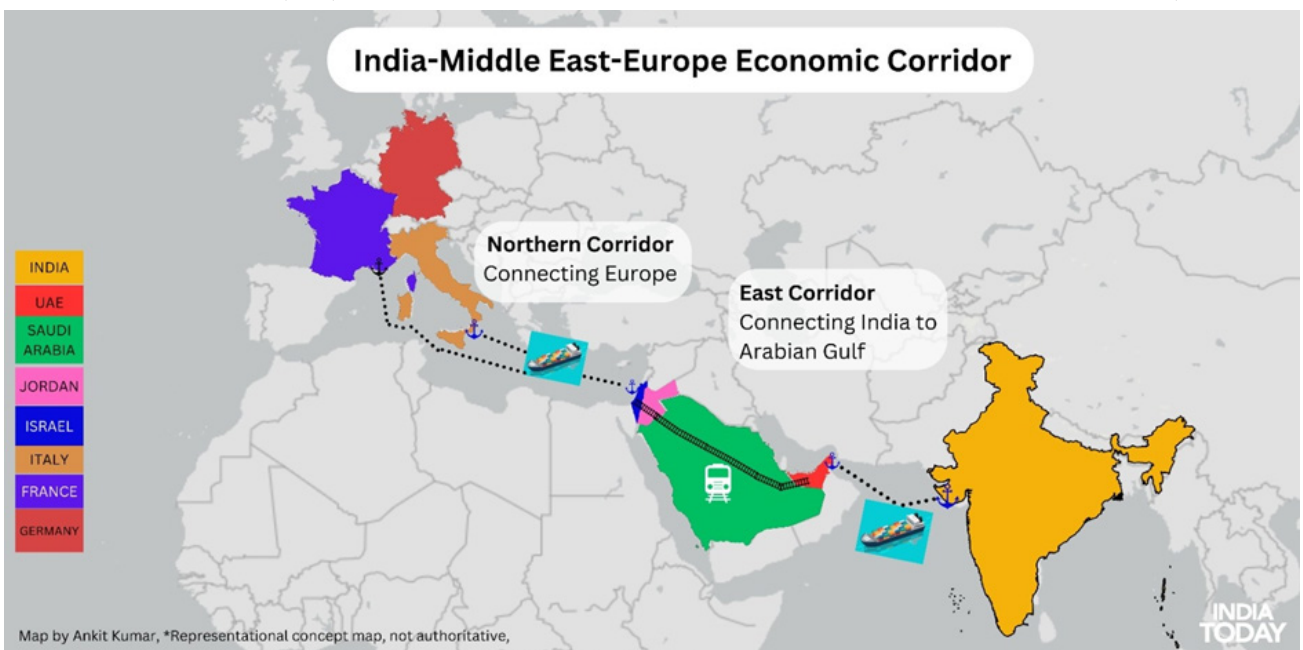 India-Middle East-Europe Economic Corridor
Northern Corridor
Connecting Europe
East Corridor
Connecting India to
Arabian Gulf
INDIA
UAE
SAUDI
ARABIA
JORDAN
ISRAEL
ITALY
FRANCE
GERMANY
Map by Ankit Kumar, *Representational concept map, not authoritative,
INDIA
TODAY